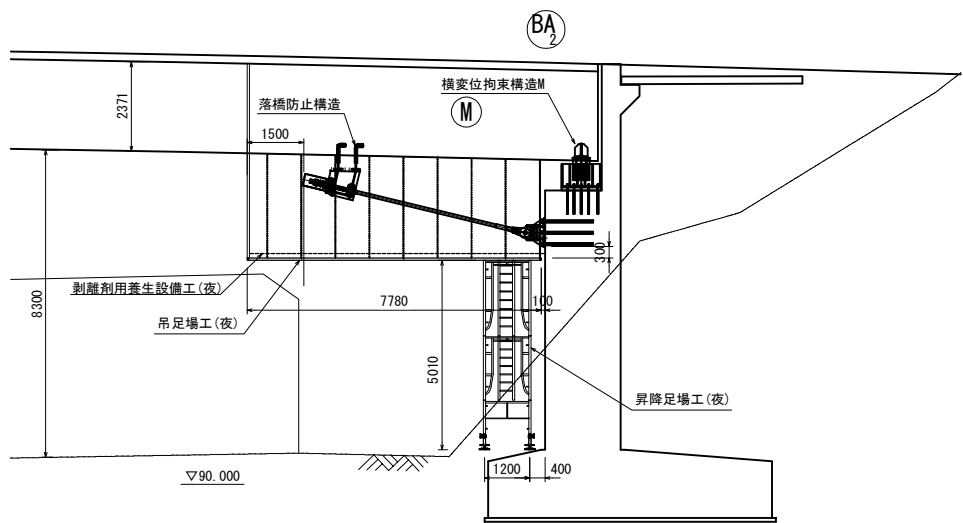 BA
2
横変位拘束構造M
M
落橋防止構造
2371
1500
300
剥離剤用養生設備工(夜)
7780
100
8300
吊足場工(夜)
5010
昇降足場工(夜)
▽90.000
1200
400